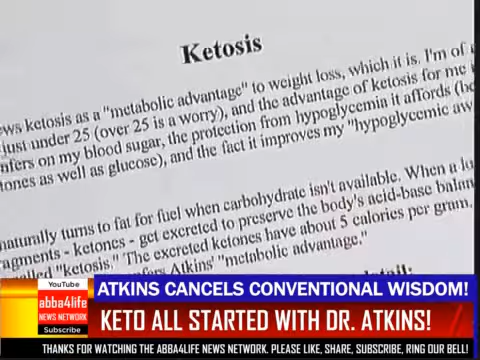 Ketosis
ews ketosis as a "metabolic advantage" to weight loss, which it is. I'm of
just under 25 (over 25 is a worry), and the advantage of ketosis for me
nfers on my blood sugar, the protection from hypoglycemia it affords (be
tones as well as glucose), and the fact it improves my "hypoglycemic aw
naturally turns to fat for fuel when carbohydrate isn't available. When a
agments - ketones - get excreted to preserve the body's acid-base balan
"ketosis." The excreted ketones have about 5 calories per gram.
Atkins' "metabolic advantage."
YouTube
abba4life
NEWS NETWORK
Subscribe
ATKINS CANCELS CONVENTIONAL WISDOM!
KETO ALL STARTED WITH DR. ATKINS!
THANKS FOR WATCHING THE ABBA4LIFE NEWS NETWORK. PLEASE LIKE, SHARE, SUBSCRIBE, RING OUR BELL!